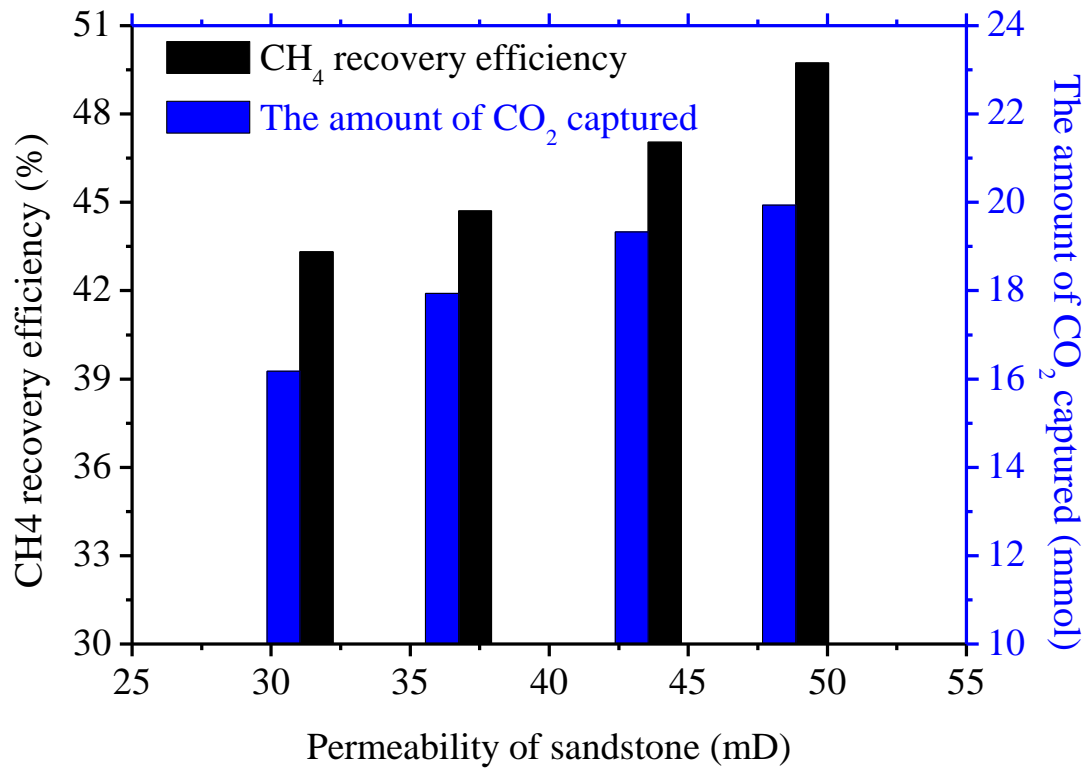 51
48
45
42
39
36
33
30
CH4 recovery efficiency (%)
CH₄ recovery efficiency
The amount of CO₂ captured
24
22
20
18
16
14
12
10
The amount of CO₂ captured (mmol)
25 30 35 40 45 50 55
Permeability of sandstone (mD)